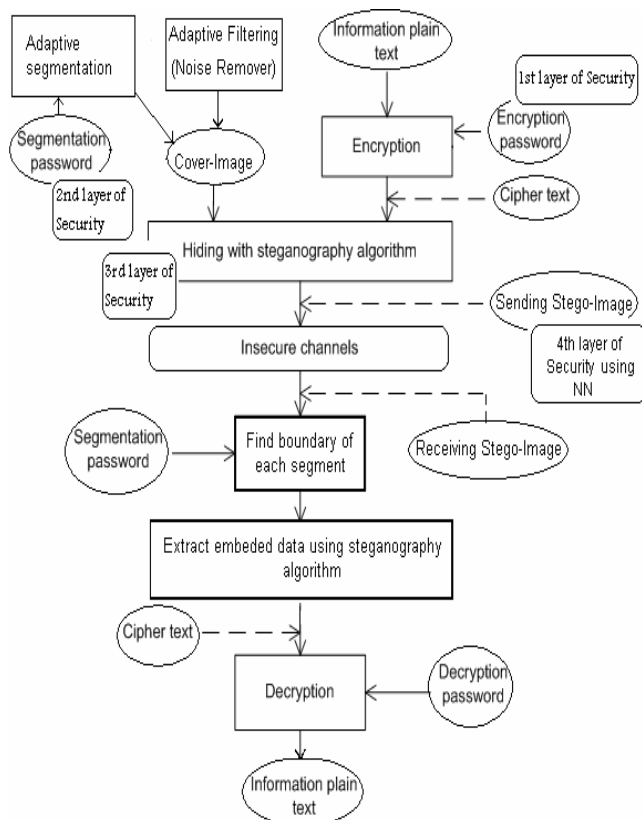 Adaptive
segmentation
Adaptive Filtering
(Noise Remover)
Information plain
text
1st layer of Security
Segmentation
password
Cover-Image
Encryption
Encryption
password
2nd layer of
Security
Cipher text
Hiding with steganography algorithm
3rd layer of
Security
Sending Stego-Image
Insecure channels
4th layer of
Security using
NN
Segmentation
password
Find boundary of
each segment
Receiving Stego-Image
Extract embeded data using steganography
algorithm
Cipher text
Decryption
Decryption
password
Information plain
text